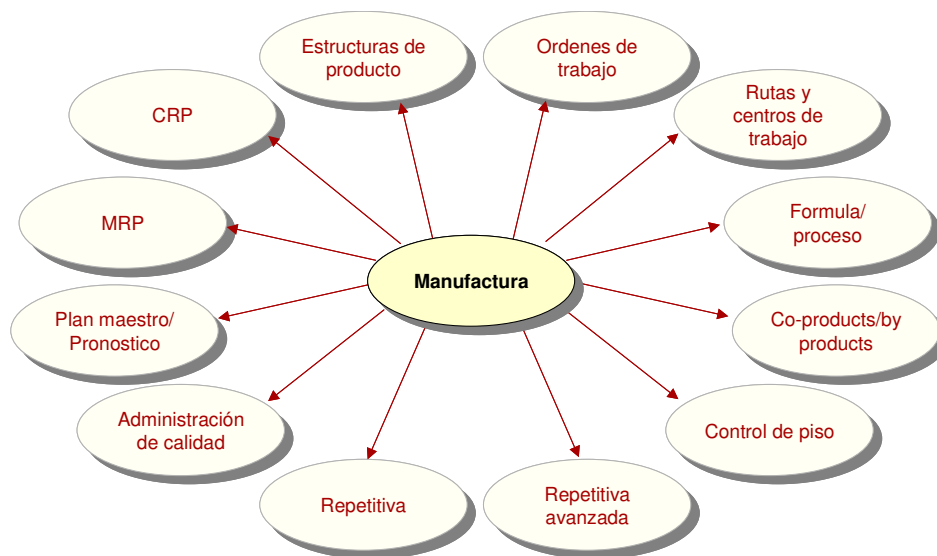 Estructuras de
producto
Ordenes de
trabajo
CRP
Rutas y
centros de
trabajo
MRP
Formula/
proceso
Manufactura
Plan maestro/
Pronostico
Co-products/by
products
Administración
de calidad
Control de piso
Repetitiva
Repetitiva
avanzada